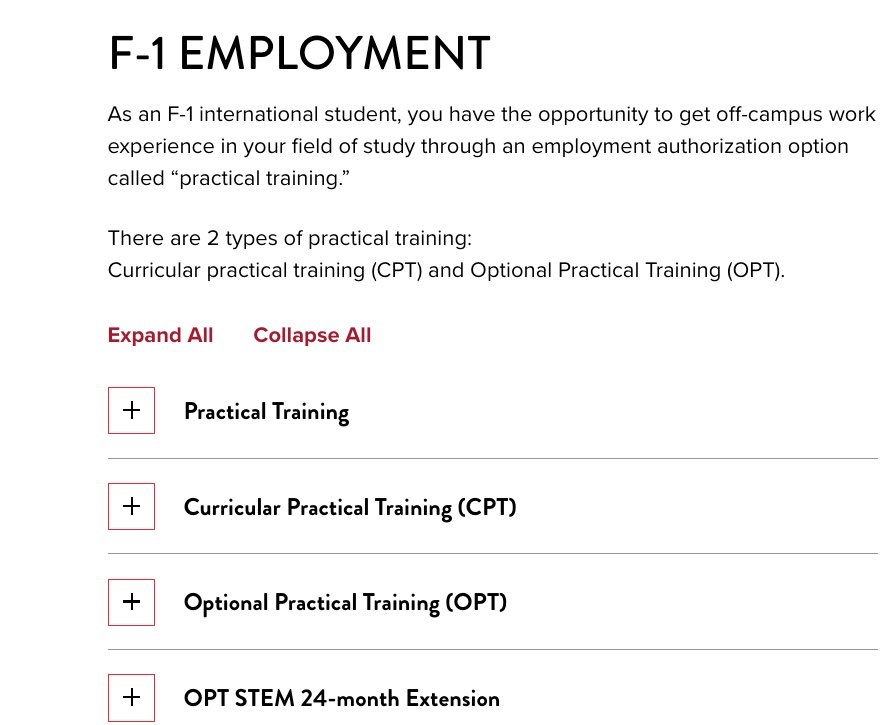 F-1 EMPLOYMENT
As an F-1 international student, you have the opportunity to get off-campus work
experience in your field of study through an employment authorization option
called “practical training.”
There are 2 types of practical training:
Curricular practical training (CPT) and Optional Practical Training (OPT).
Expand All Collapse All
+ Practical Training
+ Curricular Practical Training (CPT)
+ Optional Practical Training (OPT)
+ OPT STEM 24-month Extension